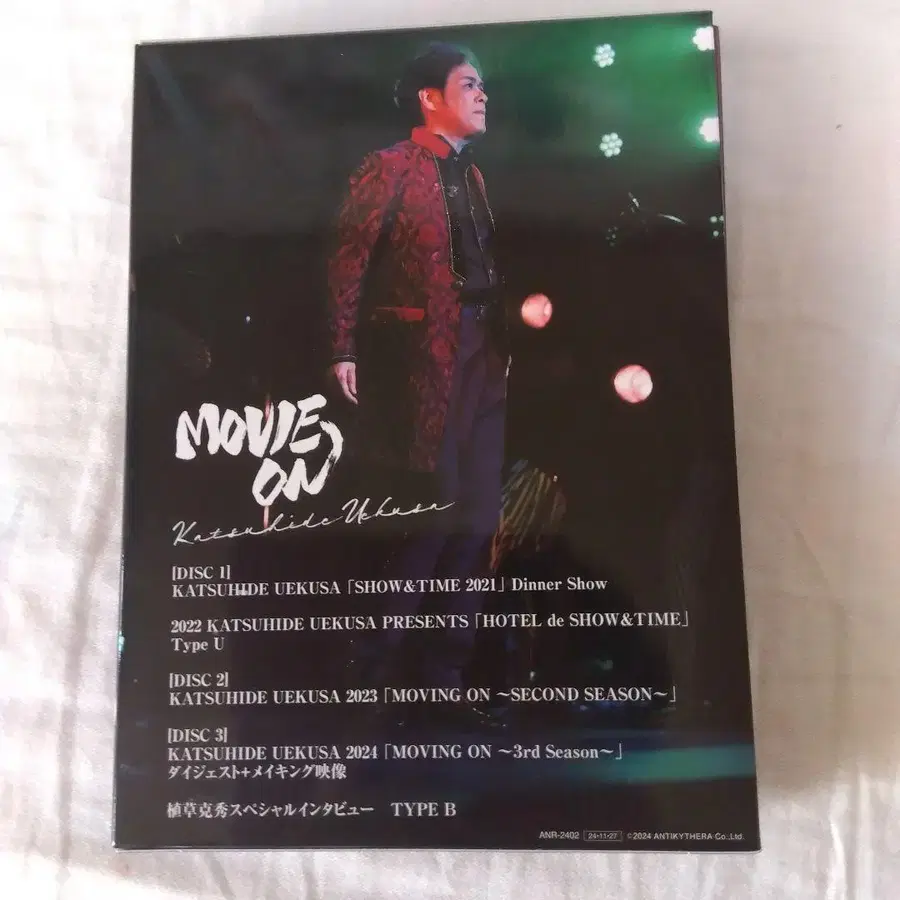 MOVIE
ON
Katsuhide Uekusa
[DISC 1]
KATSUHIDE UEKUSA「SHOW&TIME 2021」Dinner Show
2022 KATSUHIDE UEKUSA PRESENTS「HOTEL de SHOW&TIME」
Type U
[DISC 2]
KATSUHIDE UEKUSA 2023「MOVING ON ～SECOND SEASON～」
[DISC 3]
KATSUHIDE UEKUSA 2024「MOVING ON ～3rd Season～」
ダイジェスト+メイキング映像
植草克秀スペシャルインタビュー　TYPE B
ANR-2402 24・11・27 ©2024 ANTIKYTHERA Co.,Ltd.